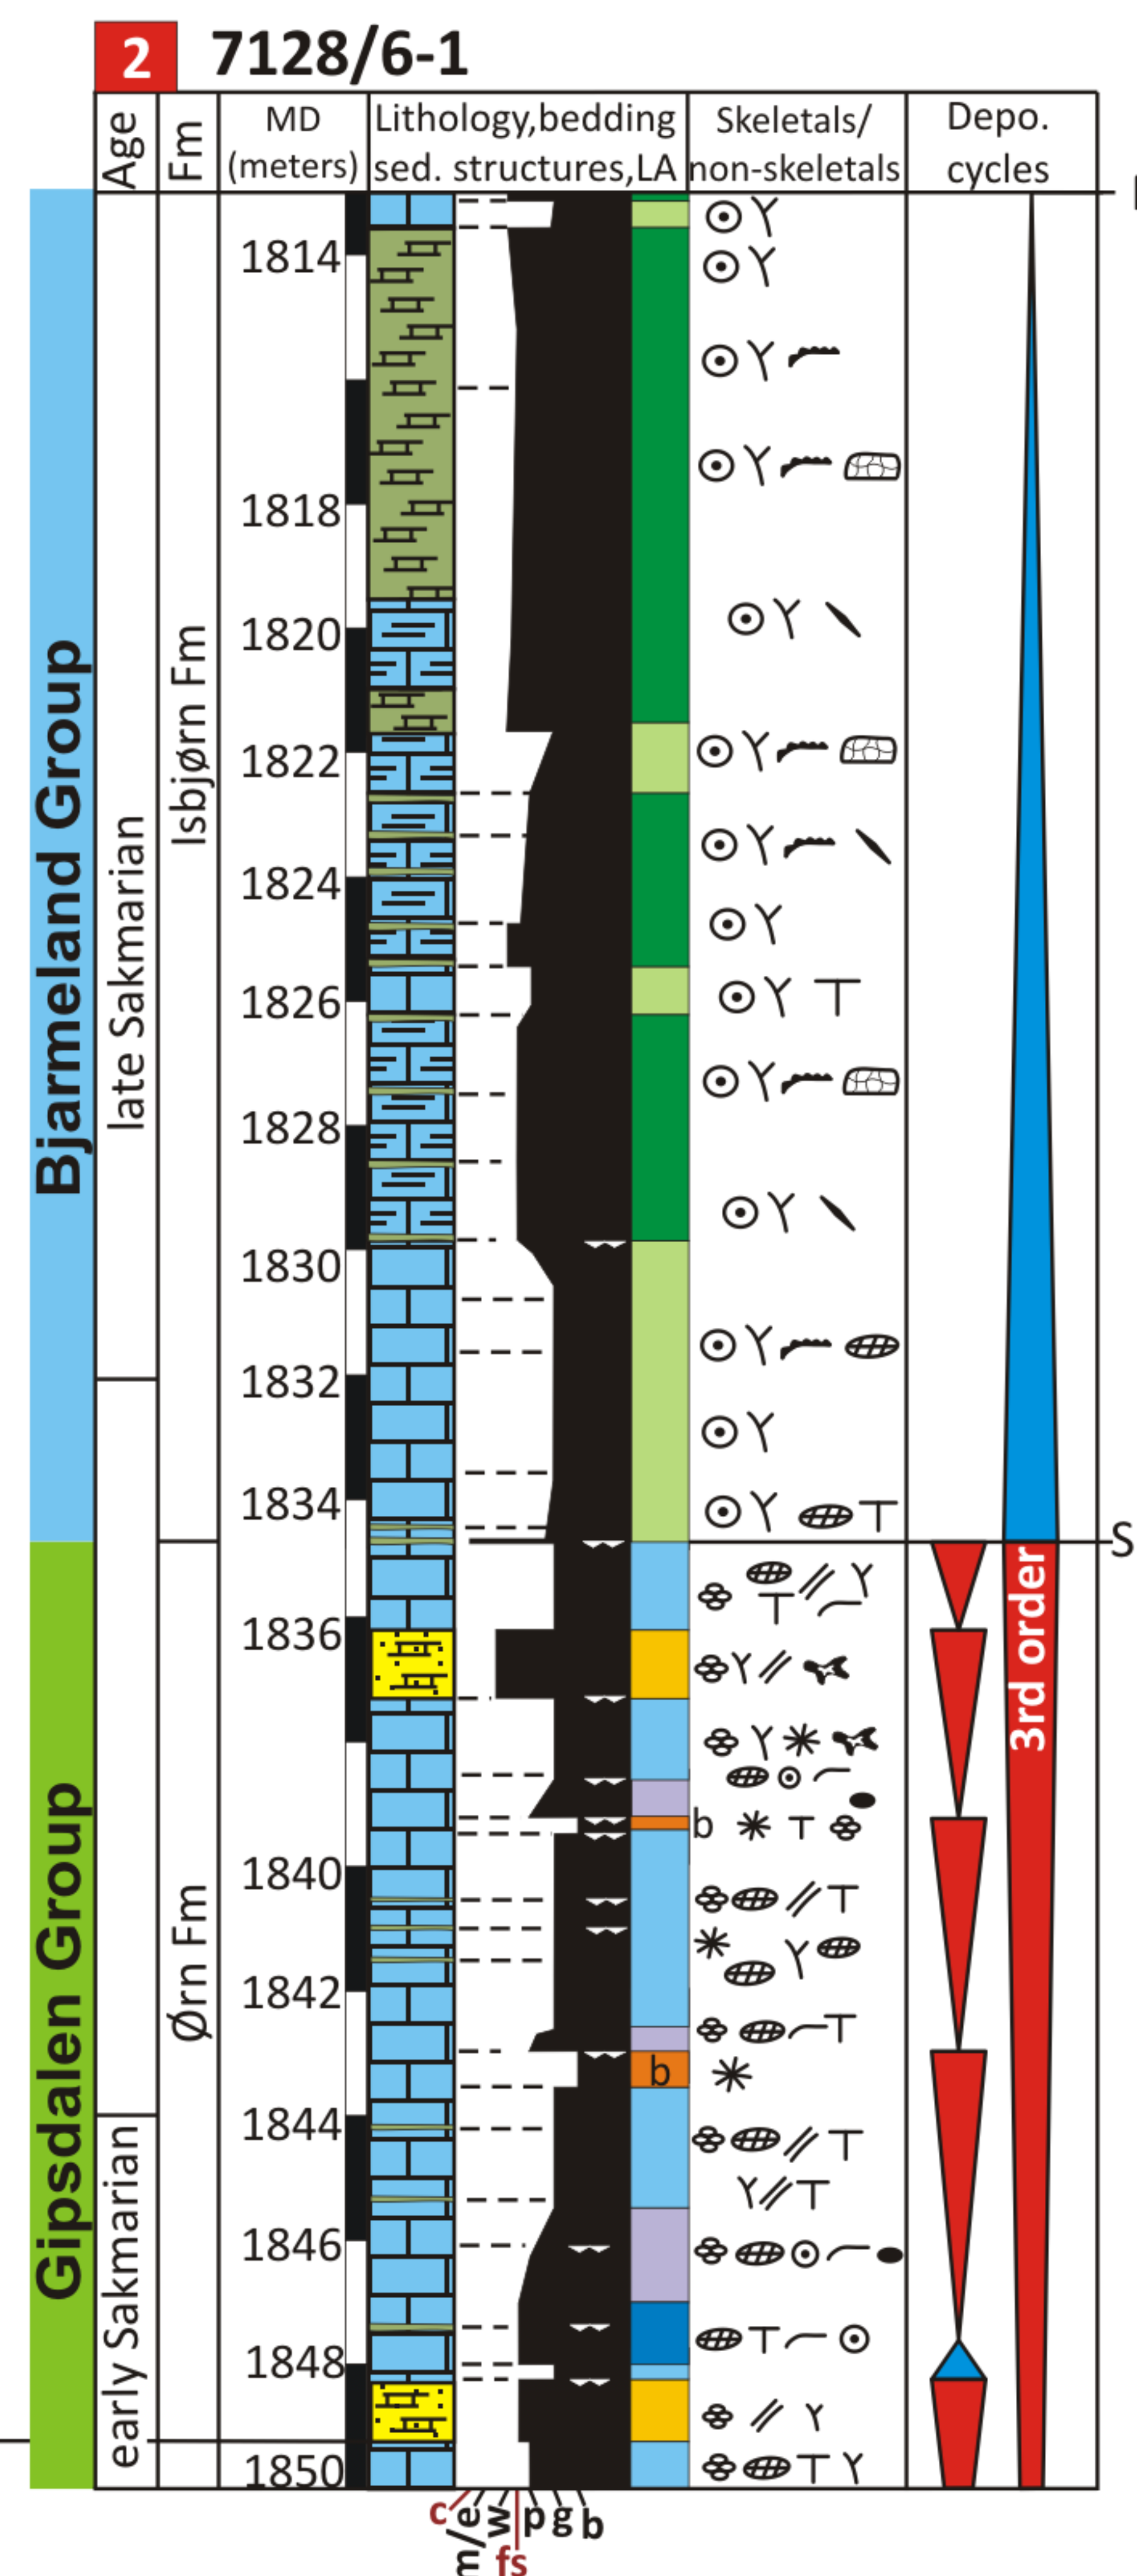 2 7128/6-1
Age
Fm
MD
(meters)
Lithology,bedding
sed. structures,LA
Skeletals/
non-skeletals
Depo.
cycles
Bjarmeland Group
Gipsdalen Group
late Sakmarian
early Sakmarian
Isbjørn Fm
Ørn Fm
1814
1818
1820
1822
1824
1826
1828
1830
1832
1834
1836
1840
1842
1844
1846
1848
1850
b
b
3rd order
S
c
m/e
w
fs
p
g
b